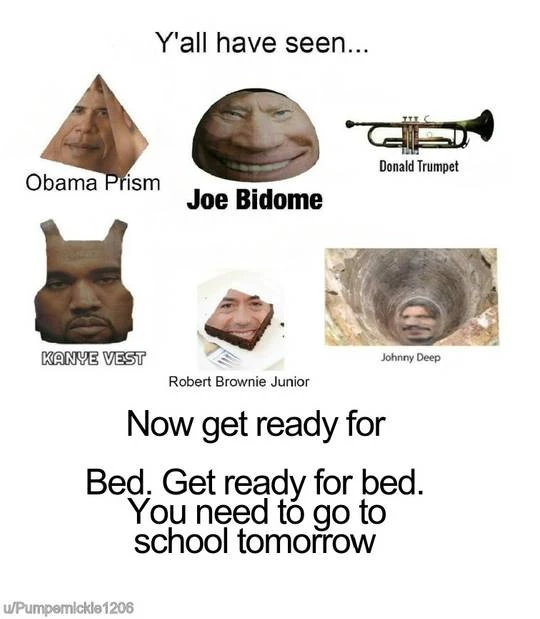 Y'all have seen...
Obama Prism
Joe Bidome
Donald Trumpet
KANYE VEST
Robert Brownie Junior
Johnny Deep
Now get ready for
Bed. Get ready for bed.
You need to go to
school tomorrow
u/Pumpernickle1206